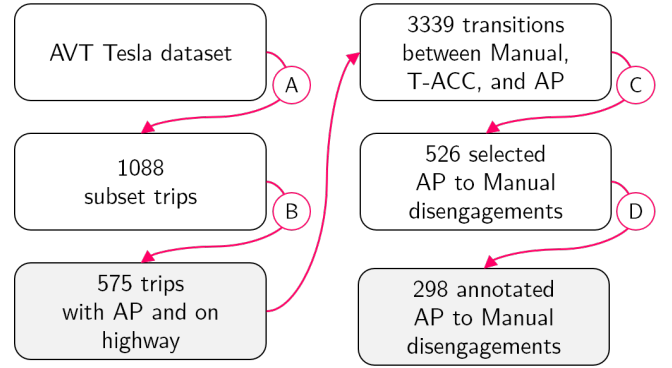 AVT Tesla dataset
A
1088
subset trips
B
575 trips
with AP and on
highway
3339 transitions
between Manual,
T-ACC, and AP
C
526 selected
AP to Manual
disengagements
D
298 annotated
AP to Manual
disengagements